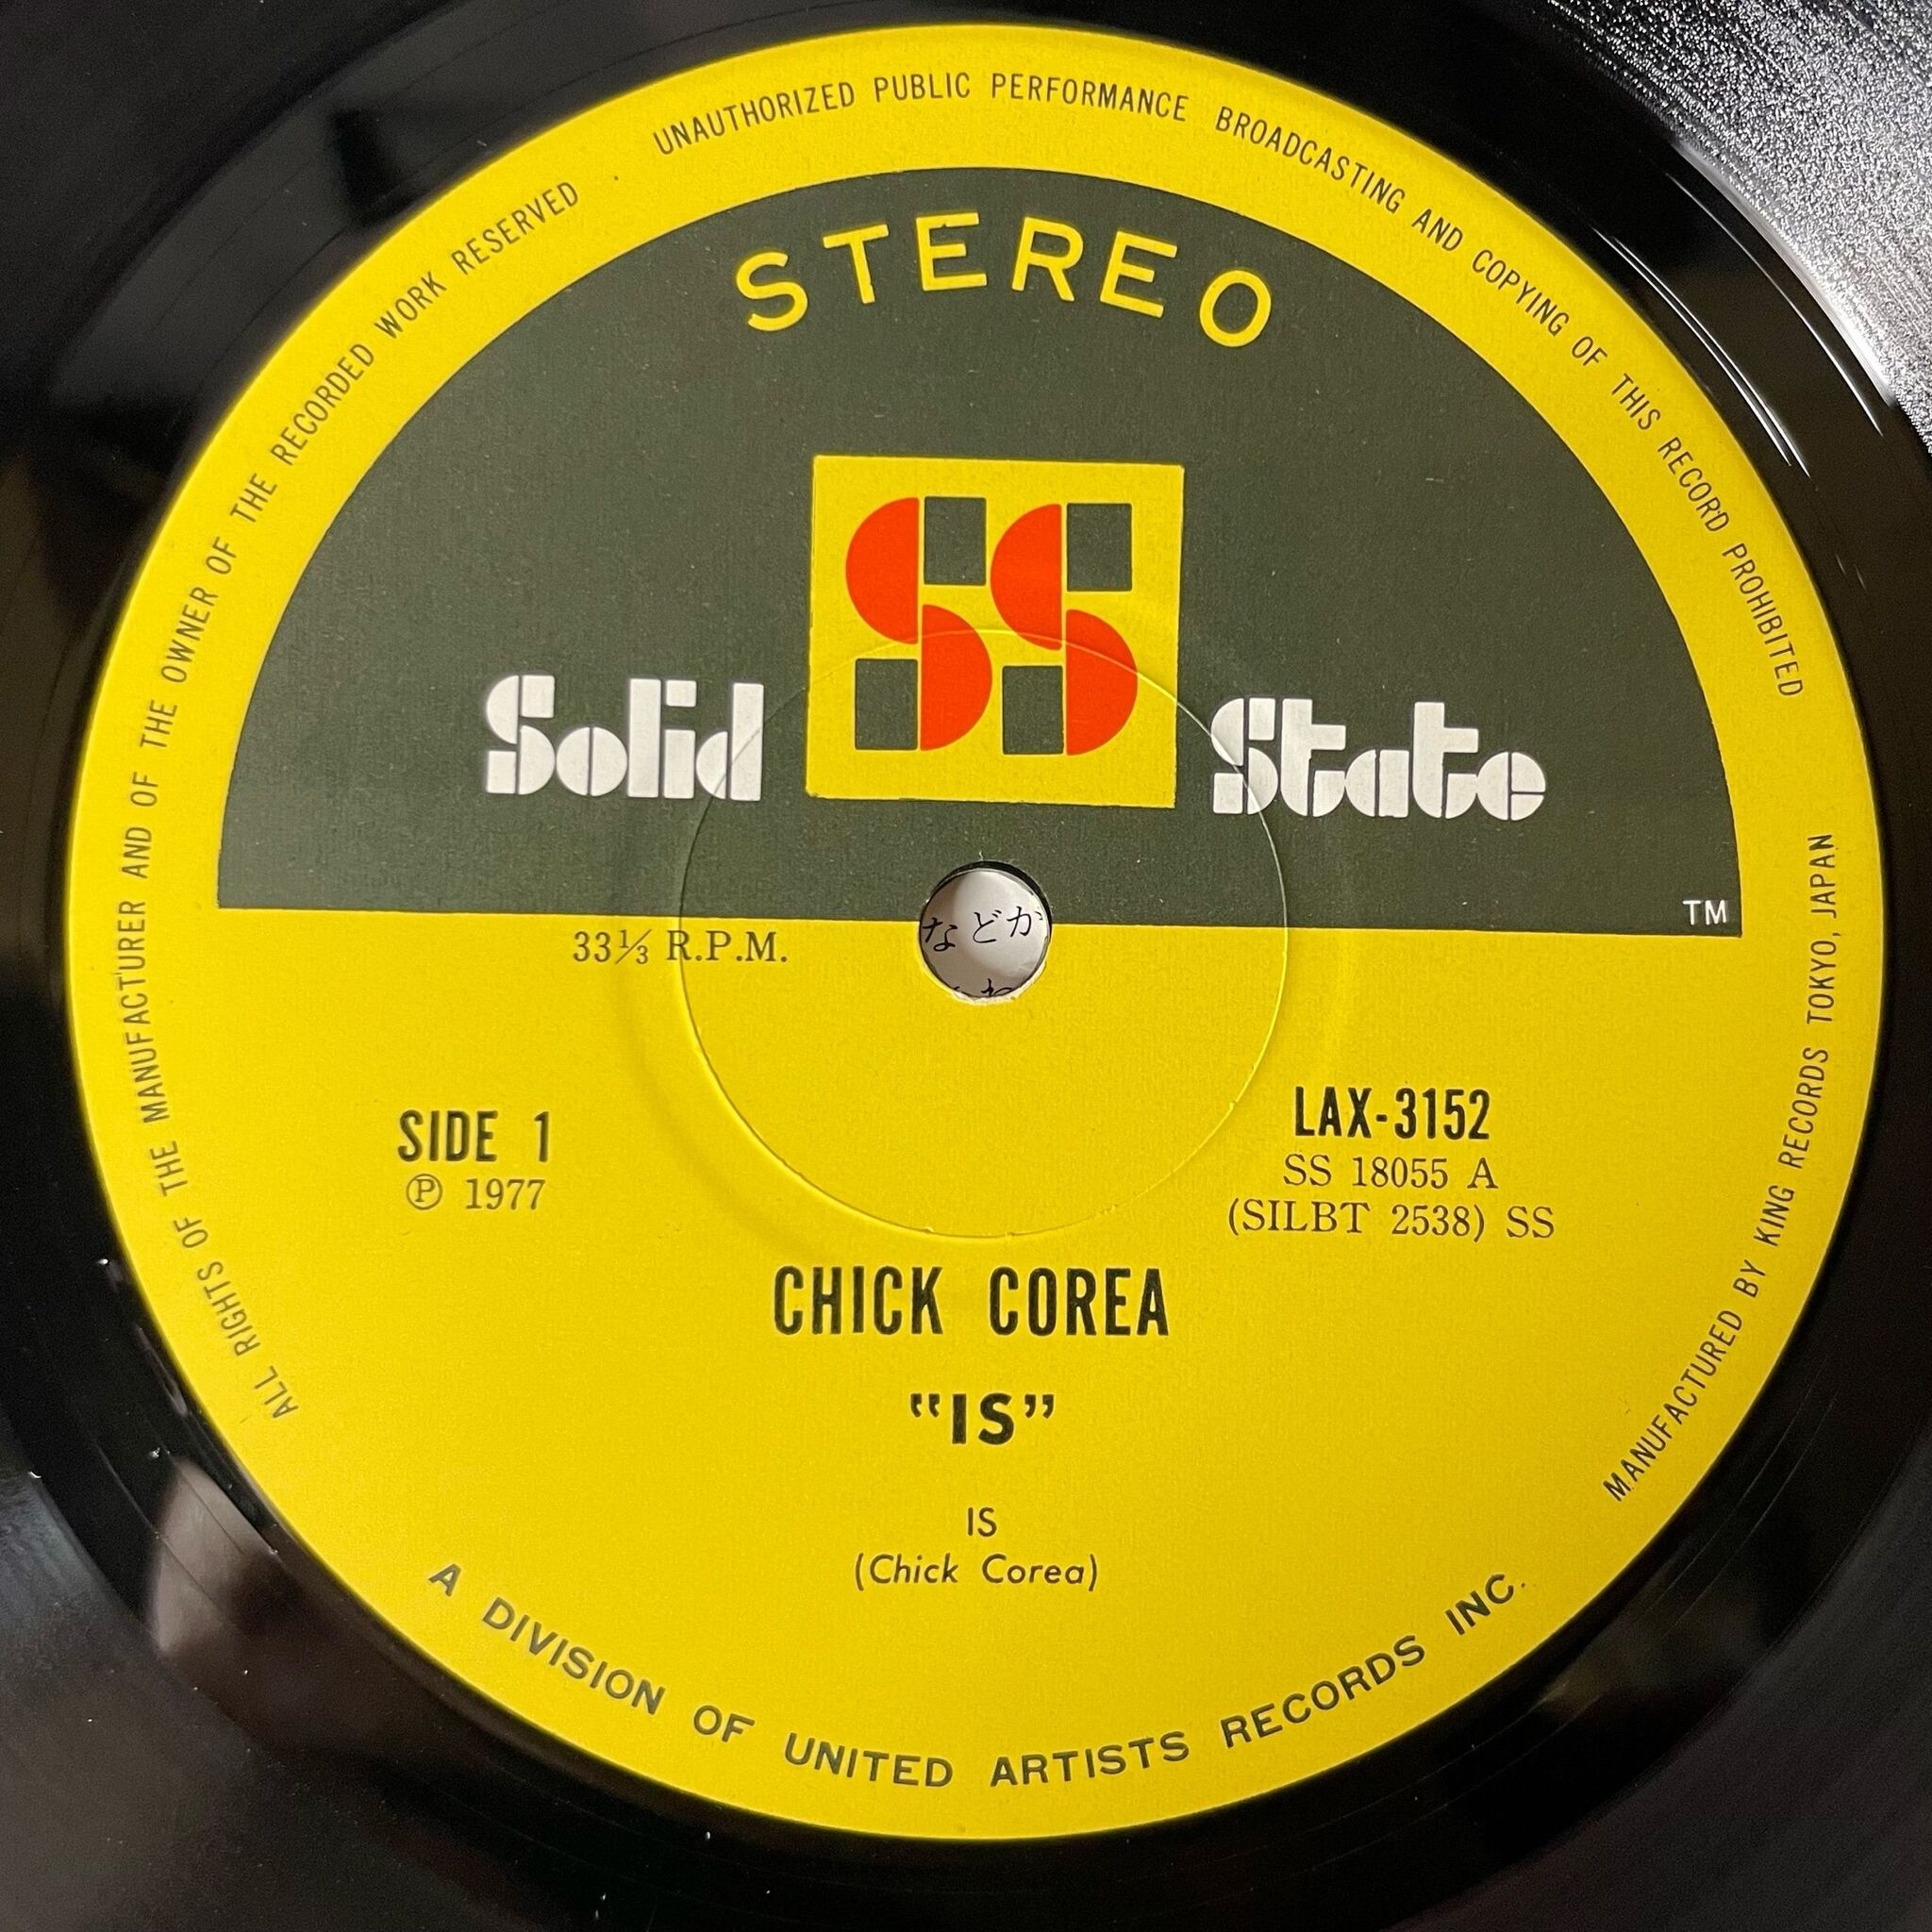 ALL RIGHTS OF THE MANUFACTURER AND OF THE OWNER OF THE RECORDED WORK RESERVED
UNAUTHORIZED PUBLIC PERFORMANCE BROADCASTING AND COPYING OF THIS RECORD PROHIBITED
STEREO
SS
Solid State
TM
33⅓ R.P.M.
などか
SIDE 1
℗ 1977
LAX-3152
SS 18055 A
(SILBT 2538) SS
CHICK COREA
"IS"
IS
(Chick Corea)
A DIVISION OF UNITED ARTISTS RECORDS INC.
MANUFACTURED BY KING RECORDS TOKYO, JAPAN